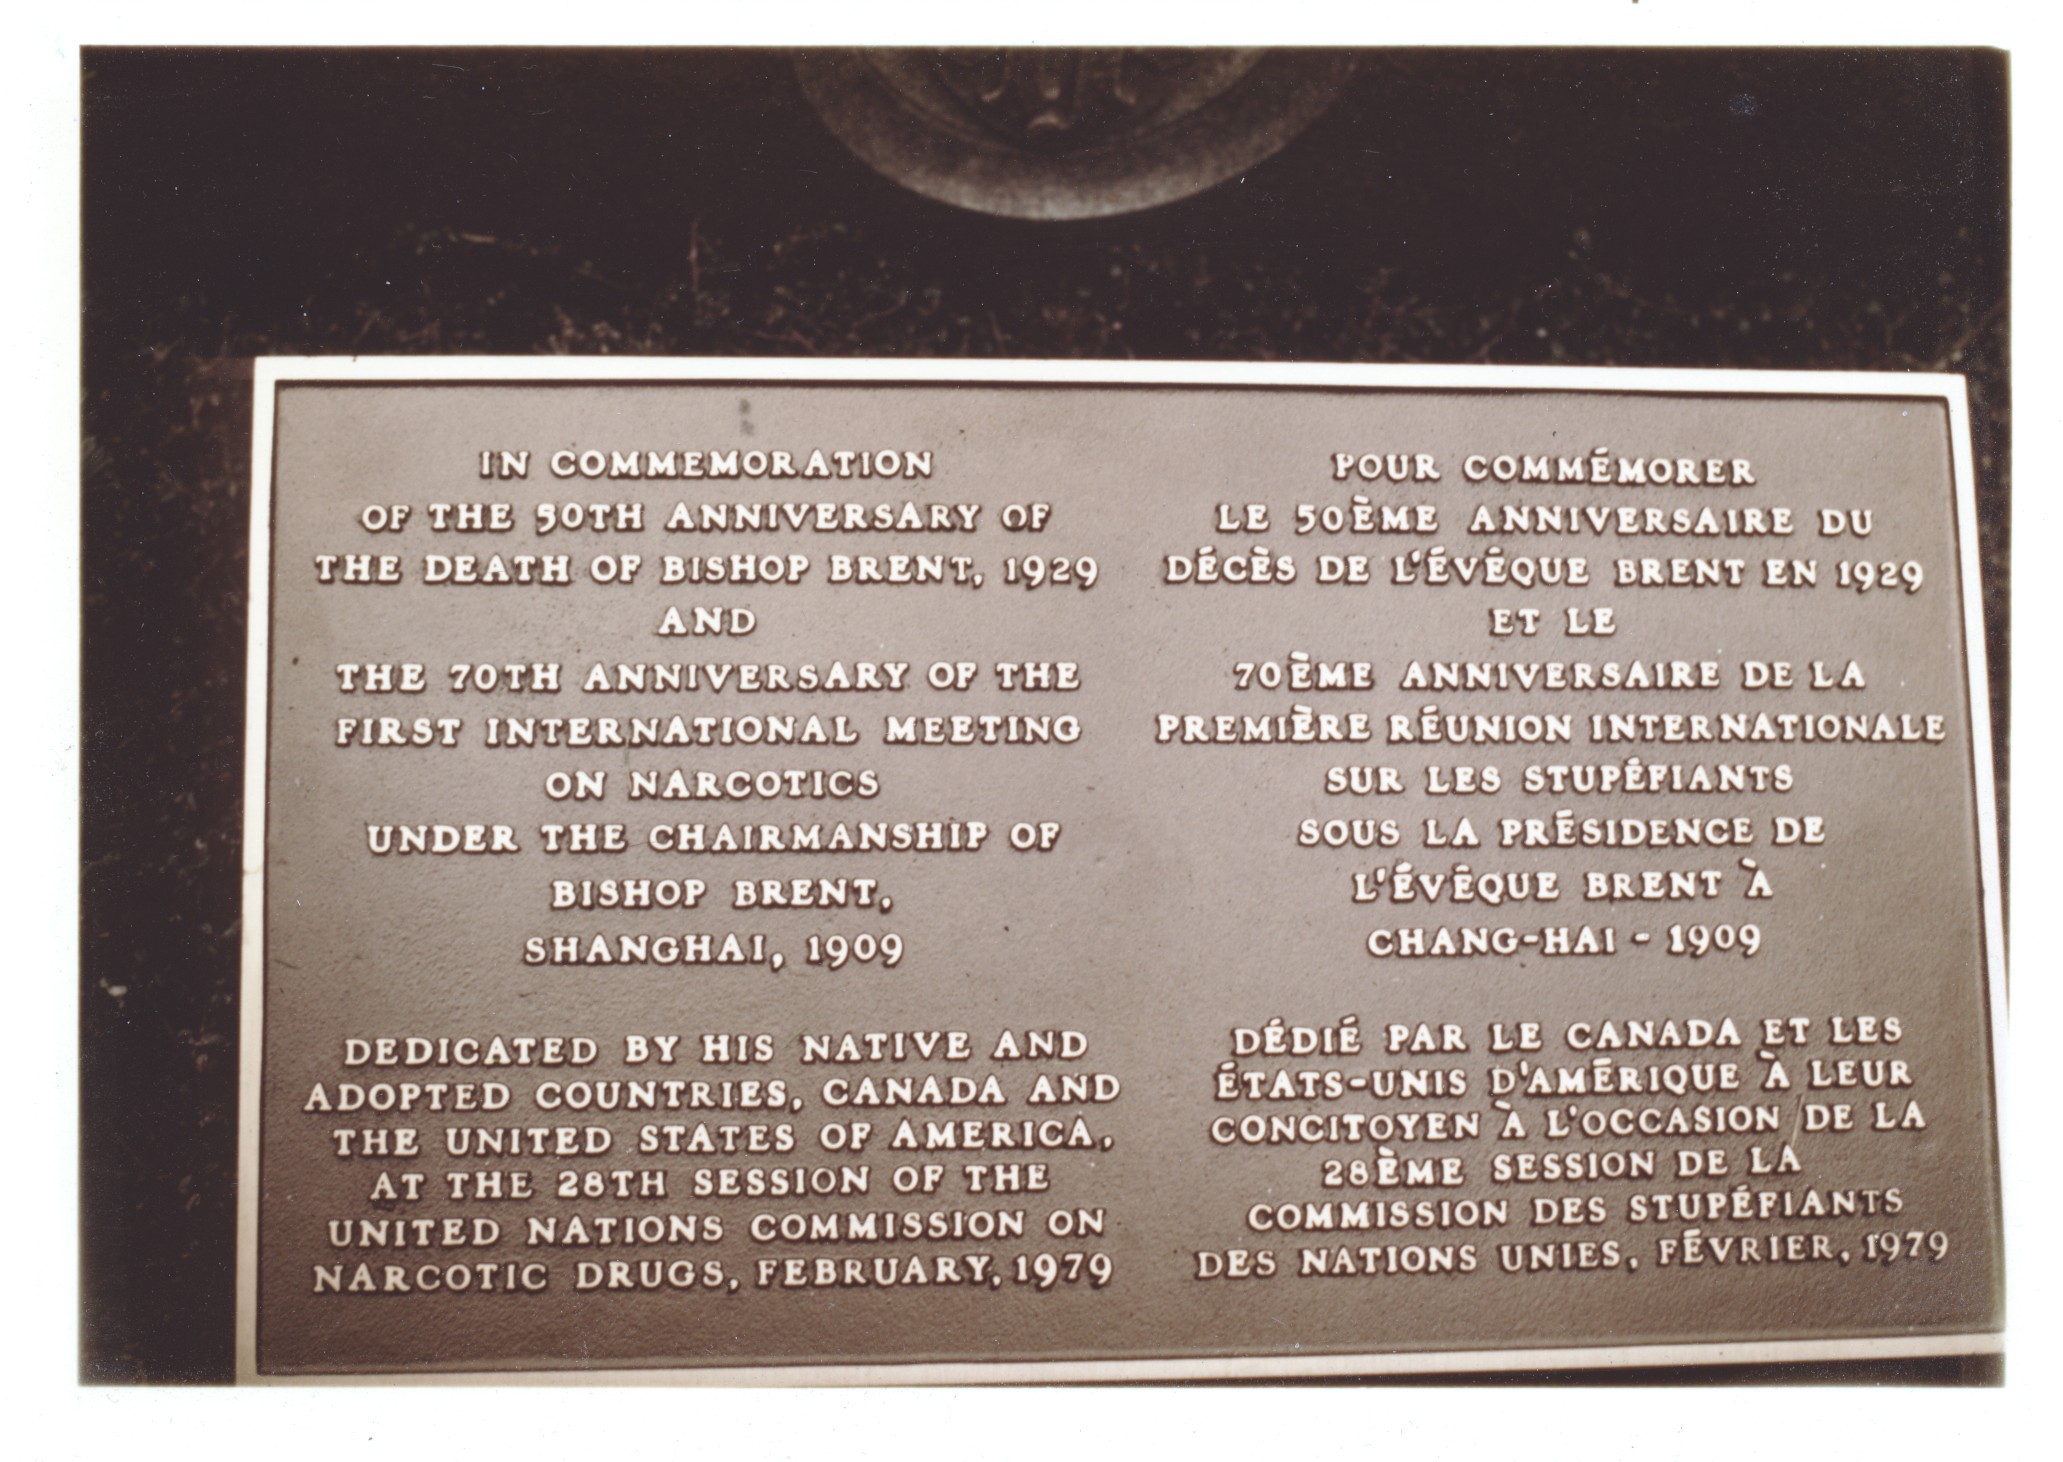 IN COMMEMORATION
OF THE 50TH ANNIVERSARY OF
THE DEATH OF BISHOP BRENT, 1929
AND
THE 70TH ANNIVERSARY OF THE
FIRST INTERNATIONAL MEETING
ON NARCOTICS
UNDER THE CHAIRMANSHIP OF
BISHOP BRENT,
SHANGHAI, 1909
DEDICATED BY HIS NATIVE AND
ADOPTED COUNTRIES, CANADA AND
THE UNITED STATES OF AMERICA,
AT THE 28TH SESSION OF THE
UNITED NATIONS COMMISSION ON
NARCOTIC DRUGS, FEBRUARY, 1979
POUR COMMÉMORER
LE 50ÈME ANNIVERSAIRE DU
DÉCÈS DE L'ÉVÊQUE BRENT EN 1929
ET LE
70ÈME ANNIVERSAIRE DE LA
PREMIÈRE RÉUNION INTERNATIONALE
SUR LES STUPÉFIANTS
SOUS LA PRÉSIDENCE DE
L'ÉVÊQUE BRENT À
CHANG-HAI - 1909
DÉDIÉ PAR LE CANADA ET LES
ÉTATS-UNIS D'AMÉRIQUE À LEUR
CONCITOYEN À L'OCCASION DE LA
28ÈME SESSION DE LA
COMMISSION DES STUPÉFIANTS
DES NATIONS UNIES, FÉVRIER, 1979